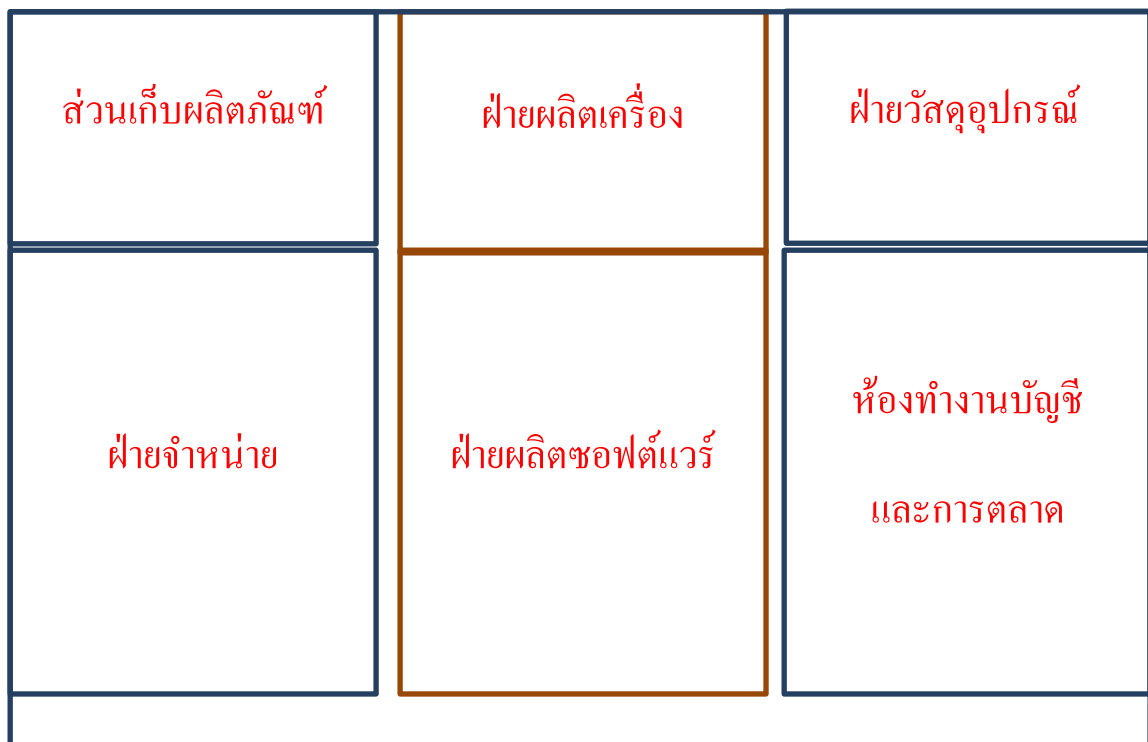 ส่วนเก็บผลิตภัณฑ์
ฝ่ายผลิตเครื่อง
ฝ่ายวัสดุอุปกรณ์
ฝ่ายจำหน่าย
ฝ่ายผลิตซอฟต์แวร์
ห้องทำงานบัญชี
และการตลาด